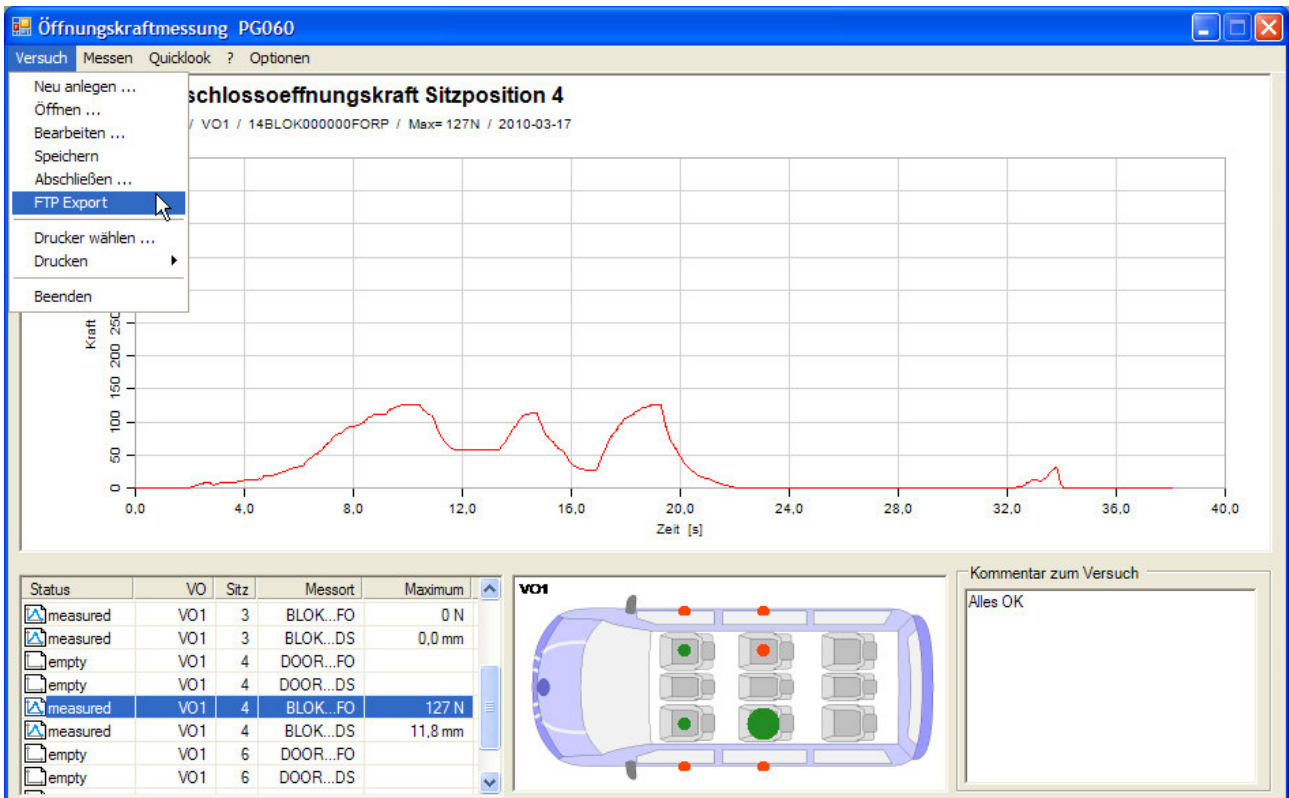 Öffnungskraftmessung PG060
Versuch Messen Quicklook ? Optionen
Neu anlegen ...
Öffnen ...
Bearbeiten ...
Speichern
Abschließen ...
FTP Export
Drucker wählen ...
Drucken
Beenden
schlossoeffnungskraft Sitzposition 4
/ VO1 / 14BLOK000000FORP / Max= 127N / 2010-03-17
Kraft
250
200
150
100
50
0
0,0 4,0 8,0 12,0 16,0 20,0 24,0 28,0 32,0 36,0 40,0
Zeit [s]
Status VO Sitz Messort Maximum
measured VO1 3 BLOK...FO 0 N
measured VO1 3 BLOK...DS 0,0 mm
empty VO1 4 DOOR...FO
empty VO1 4 DOOR...DS
measured VO1 4 BLOK...FO 127 N
measured VO1 4 BLOK...DS 11,8 mm
empty VO1 6 DOOR...FO
empty VO1 6 DOOR...DS
VO1
Kommentar zum Versuch
Alles OK